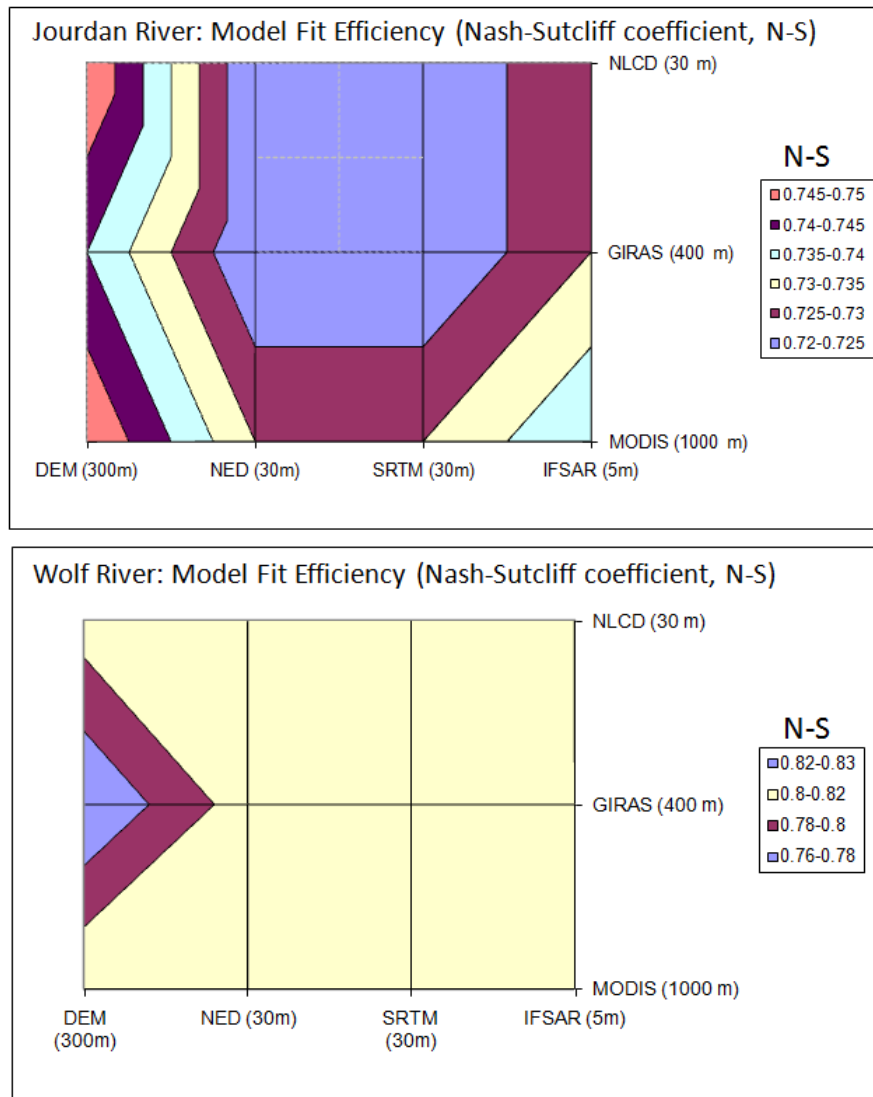 Jourdan River: Model Fit Efficiency (Nash-Sutcliff coefficient, N-S)
NLCD (30 m)
N-S
0.745-0.75
0.74-0.745
0.735-0.74
0.73-0.735
0.725-0.73
0.72-0.725
GIRAS (400 m)
MODIS (1000 m)
DEM (300m) NED (30m) SRTM (30m) IFSAR (5m)
Wolf River: Model Fit Efficiency (Nash-Sutcliff coefficient, N-S)
NLCD (30 m)
N-S
0.82-0.83
0.8-0.82
0.78-0.8
0.76-0.78
GIRAS (400 m)
MODIS (1000 m)
DEM NED (30m) SRTM IFSAR (5m)
(300m) (30m)